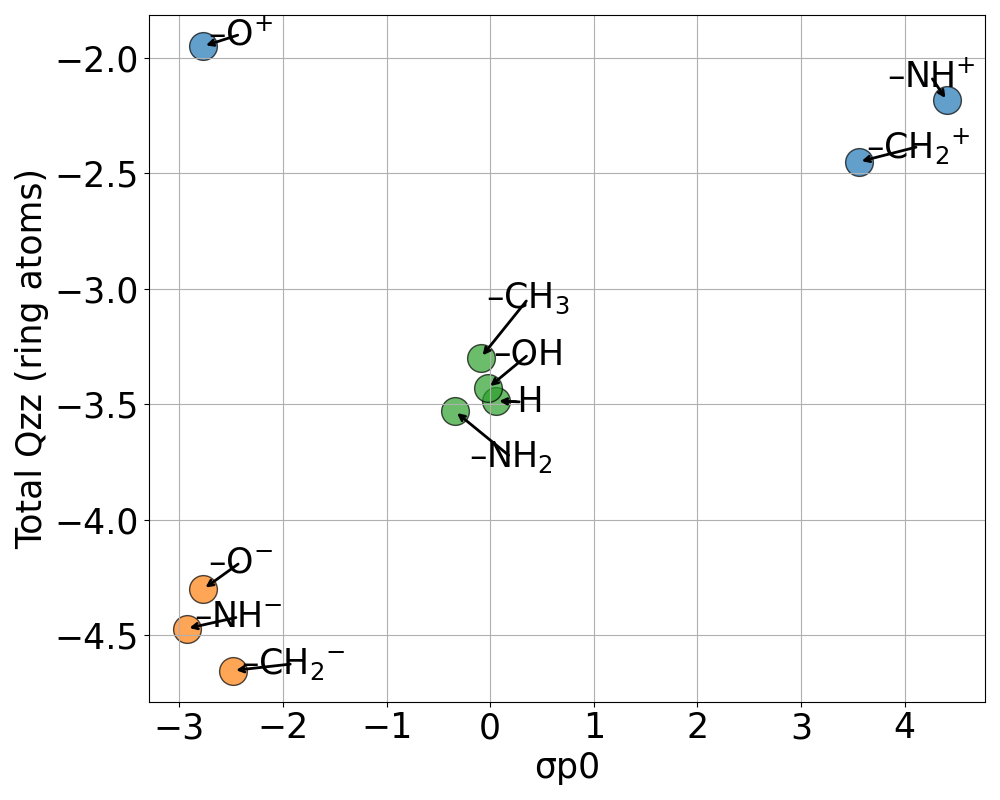 –O⁺
–NH⁺
–CH₂⁺
–CH₃
–OH
–H
–NH₂
–O⁻
–NH⁻
–CH₂⁻
−2.0
−2.5
−3.0
−3.5
−4.0
−4.5
Total Qzz (ring atoms)
−3 −2 −1 0 1 2 3 4
σp0